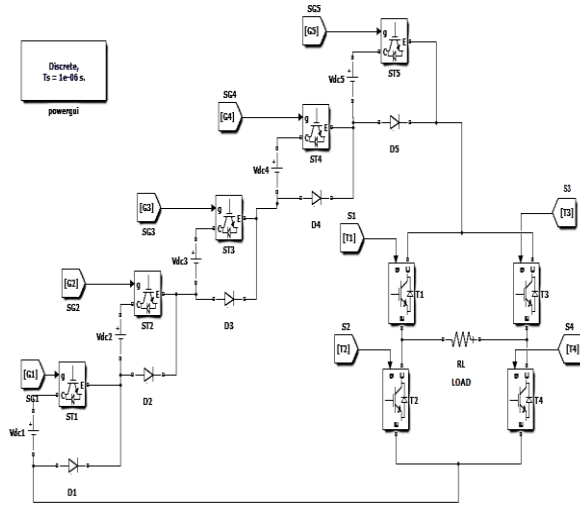 SG5
[G5]
g
C
E
ST5
Discrete,
Ts = 1e-06 s.
powergui
Vdc5
SG4
[G4]
g
C
E
ST4
D5
Vdc4
D4
[G3]
SG3
g
C
E
ST3
S3
[T3]
S1
[T1]
Vdc3
D3
T1
T3
[G2]
SG2
g
C
E
ST2
S2
[T2]
S4
[T4]
RL
LOAD
Vdc2
D2
T2
T4
[G1]
SG1
g
C
E
ST1
Vdc1
D1